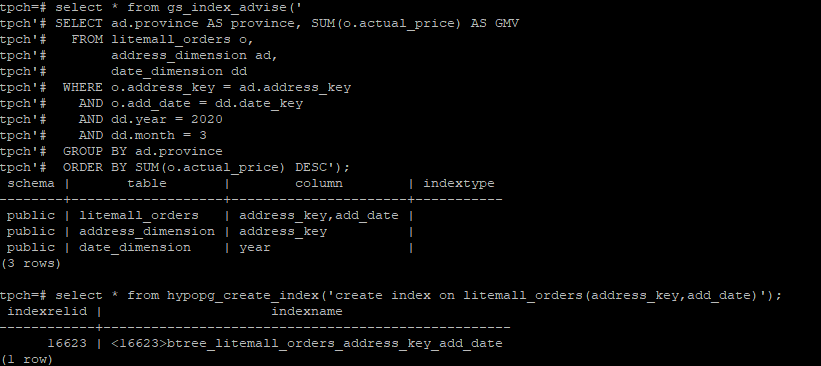 tpch=# select * from gs_index_advise('
tpch'# SELECT ad.province AS province, SUM(o.actual_price) AS GMV
tpch'#   FROM litemall_orders o,
tpch'#        address_dimension ad,
tpch'#        date_dimension dd
tpch'#  WHERE o.address_key = ad.address_key
tpch'#    AND o.add_date = dd.date_key
tpch'#    AND dd.year = 2020
tpch'#    AND dd.month = 3
tpch'#  GROUP BY ad.province
tpch'#  ORDER BY SUM(o.actual_price) DESC');
 schema |       table       |        column        | indextype
--------+-------------------+----------------------+-----------
 public | litemall_orders   | address_key,add_date |
 public | address_dimension | address_key          |
 public | date_dimension    | year                 |
(3 rows)
tpch=# select * from hypopg_create_index('create index on litemall_orders(address_key,add_date)');
 indexrelid |                     indexname
------------+---------------------------------------------------
      16623 | <16623>btree_litemall_orders_address_key_add_date
(1 row)